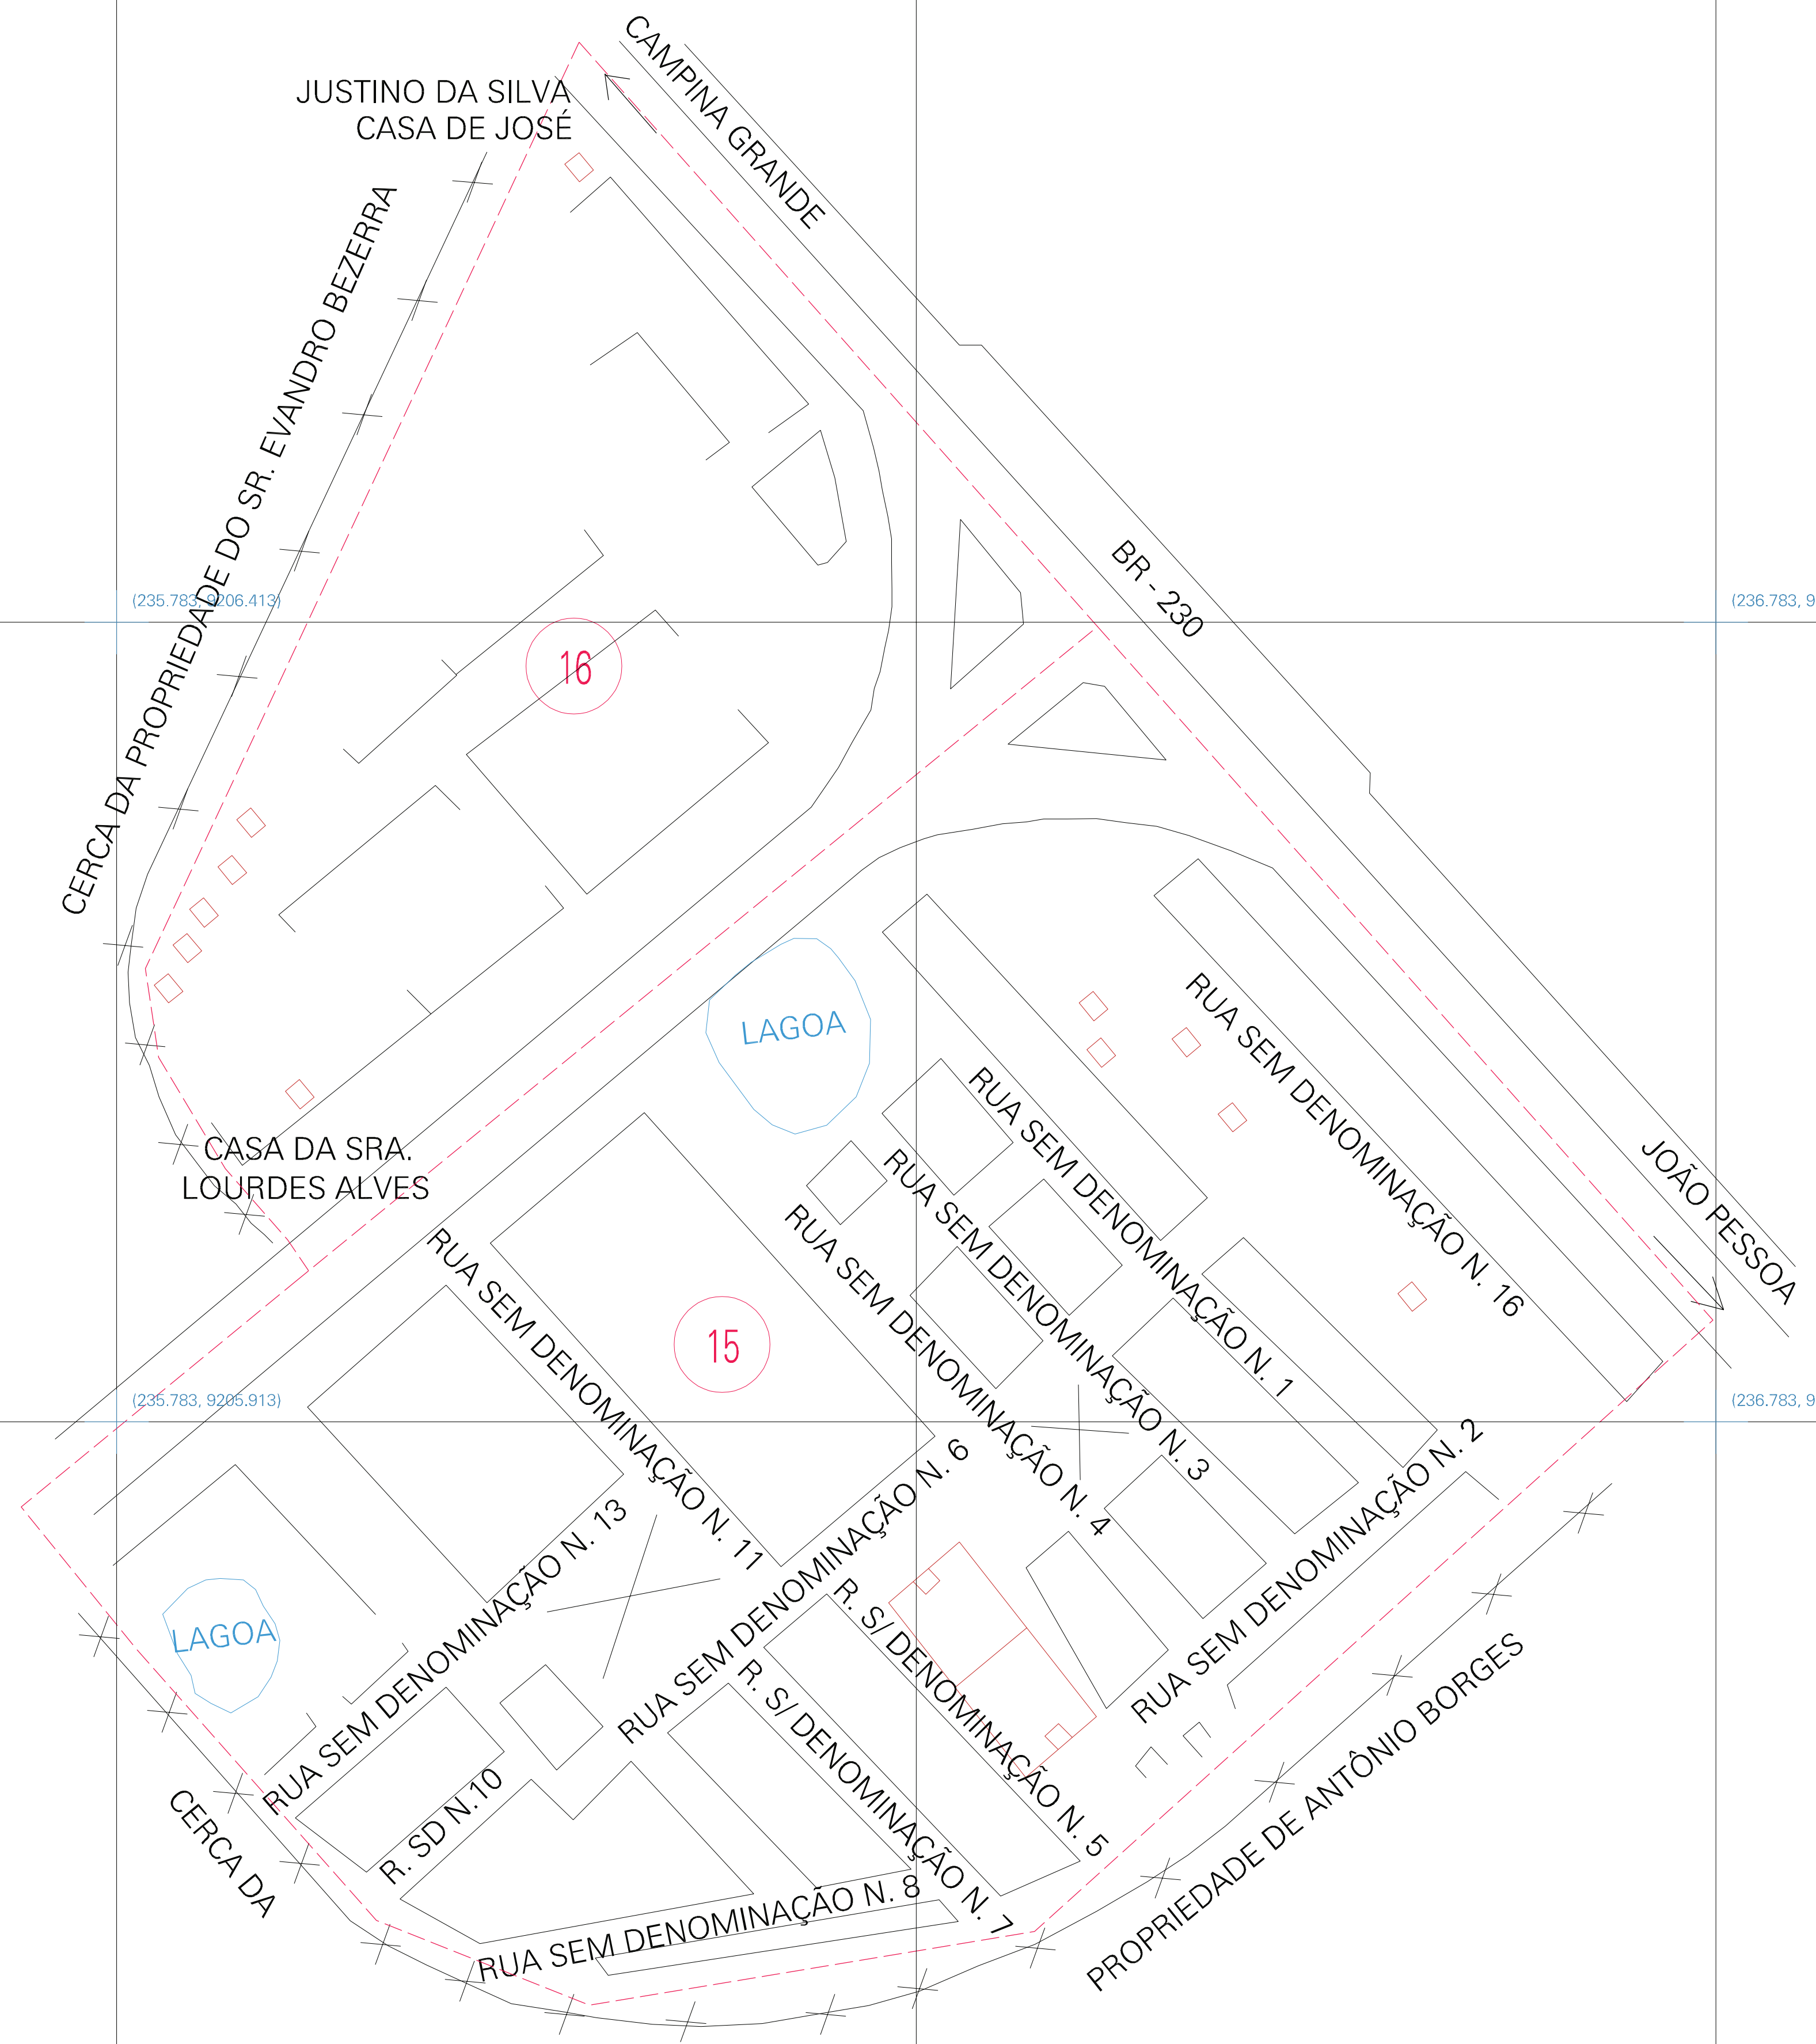 CAMPINA GRANDE
JUSTINO DA SILVA
CASA DE JOSÉ
CERCA DA PROPRIEDADE DO SR. EVANDRO BEZERRA
BR - 230
(235.783, 9206.413)
(236.783, 9
16
LAGOA
RUA SEM DENOMINAÇÃO N. 16
RUA SEM DENOMINAÇÃO N. 1
JOÃO PESSOA
CASA DA SRA.
LOURDES ALVES
RUA SEM DENOMINAÇÃO N. 3
RUA SEM DENOMINAÇÃO N. 4
RUA SEM DENOMINAÇÃO N. 11
15
(235.783, 9205.913)
(236.783, 9
RUA SEM DENOMINAÇÃO N. 2
RUA SEM DENOMINAÇÃO N. 6
RUA SEM DENOMINAÇÃO N. 13
LAGOA
R. S/ DENOMINAÇÃO N. 5
R. S/ DENOMINAÇÃO N. 7
R. SD N.10
RUA SEM DENOMINAÇÃO N. 8
CERCA DA
PROPRIEDADE DE ANTÔNIO BORGES